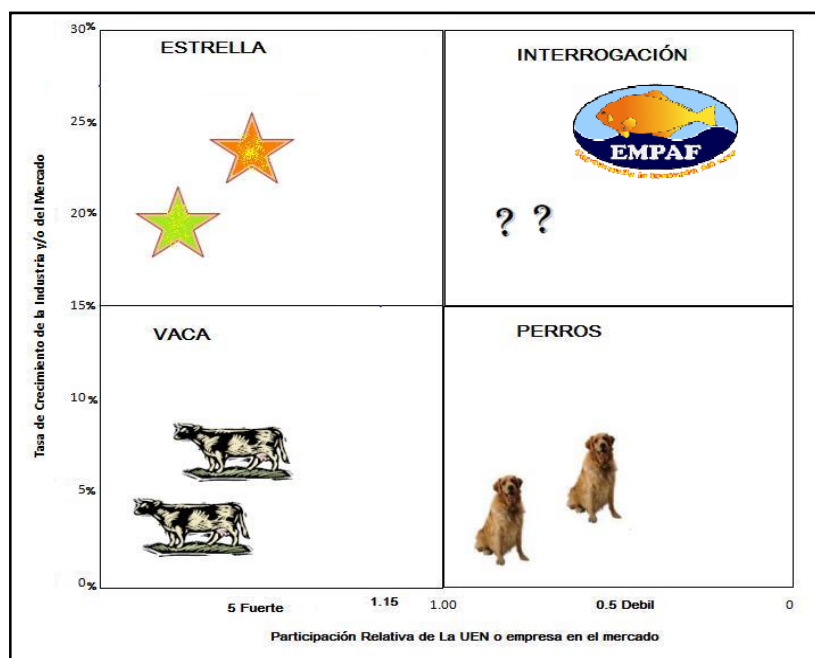 30%
ESTRELLA
INTERROGACIÓN
25%
EMPAF
20%
? ?
15%
VACA
PERROS
10%
5%
0%
5 Fuerte
1.15
1.00
0.5 Debil
0
Tasa de Crecimiento de la Industria y/o del Mercado
Participación Relativa de La UEN o empresa en el mercado